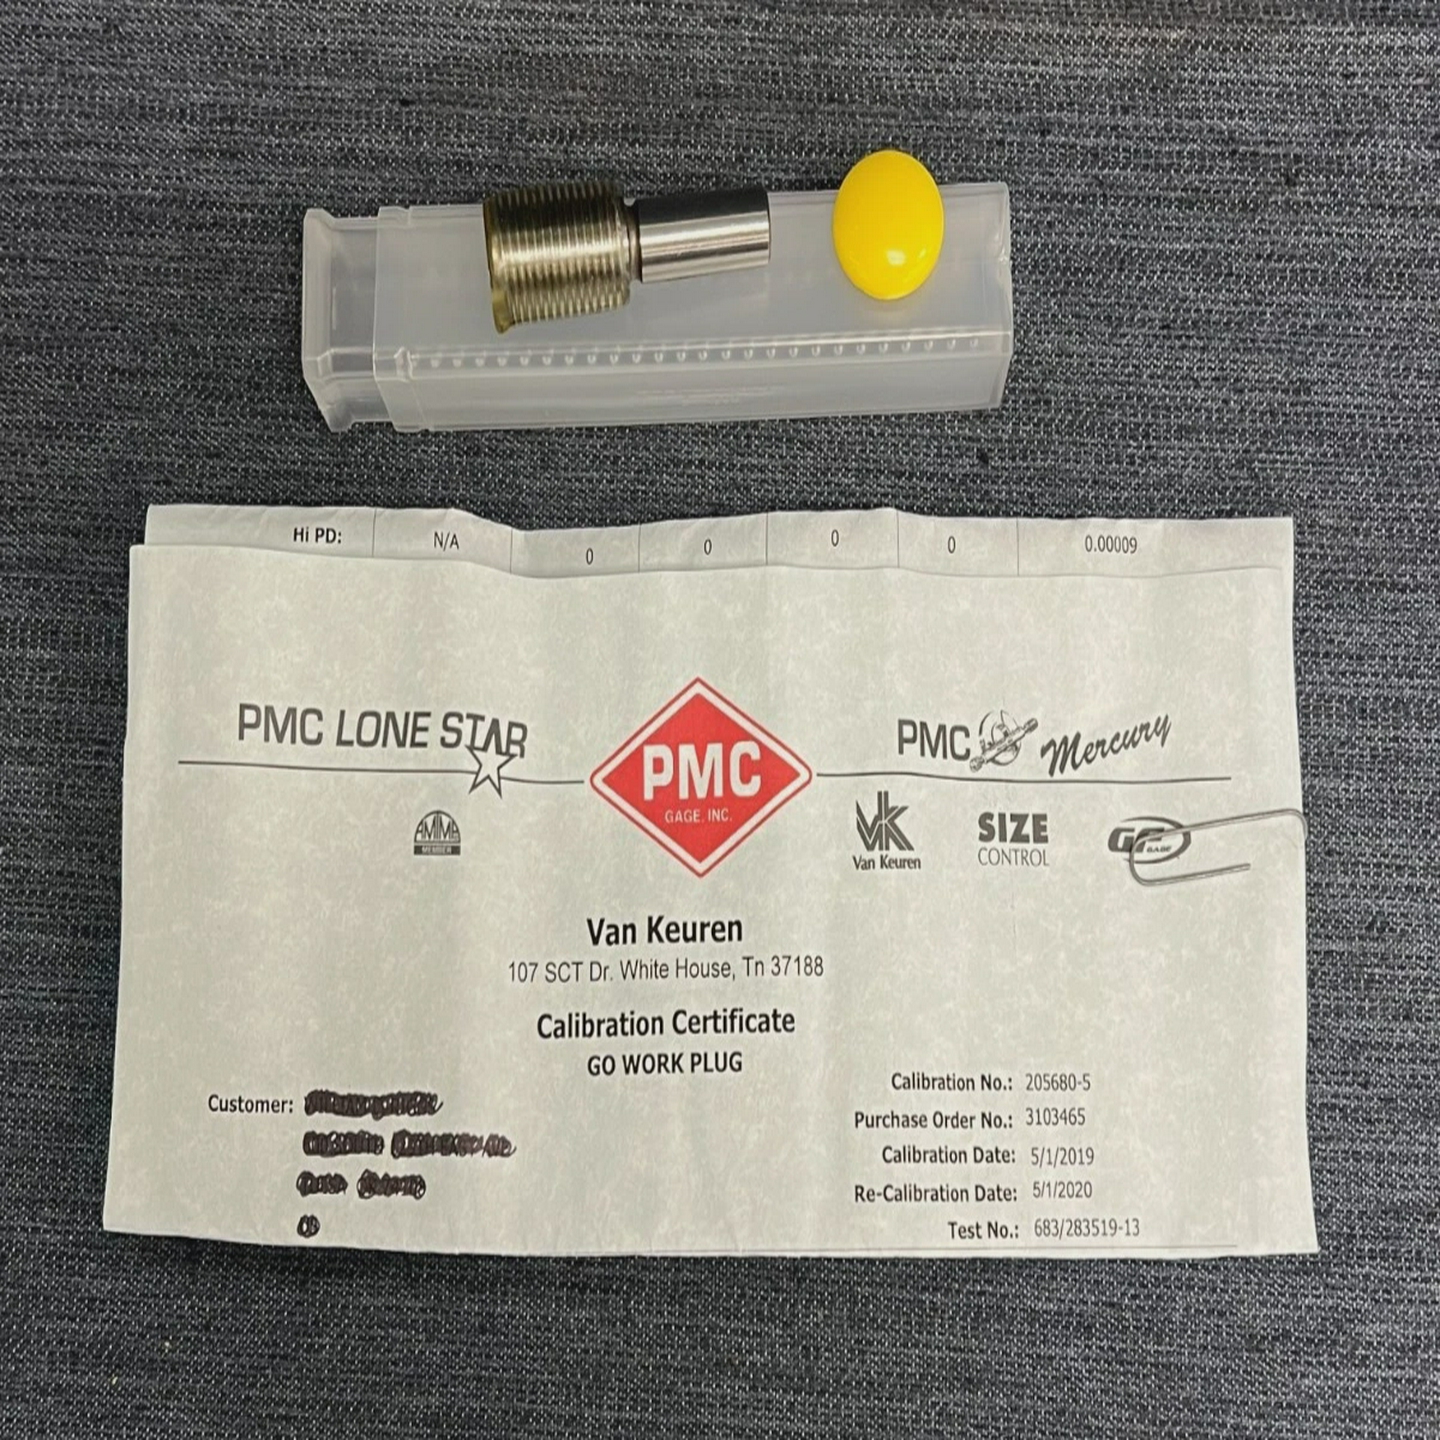 Hi PD: N/A 0 0 0 0 0.00009
PMC LONE STAR
PMC
GAGE, INC.
PMC Mercury
AMMA
MEMBER
VK
Van Keuren
SIZE
CONTROL
GF
GAGE
Van Keuren
107 SCT Dr. White House, Tn 37188
Calibration Certificate
GO WORK PLUG
Customer:
Calibration No.: 205680-5
Purchase Order No.: 3103465
Calibration Date: 5/1/2019
Re-Calibration Date: 5/1/2020
Test No.: 683/283519-13